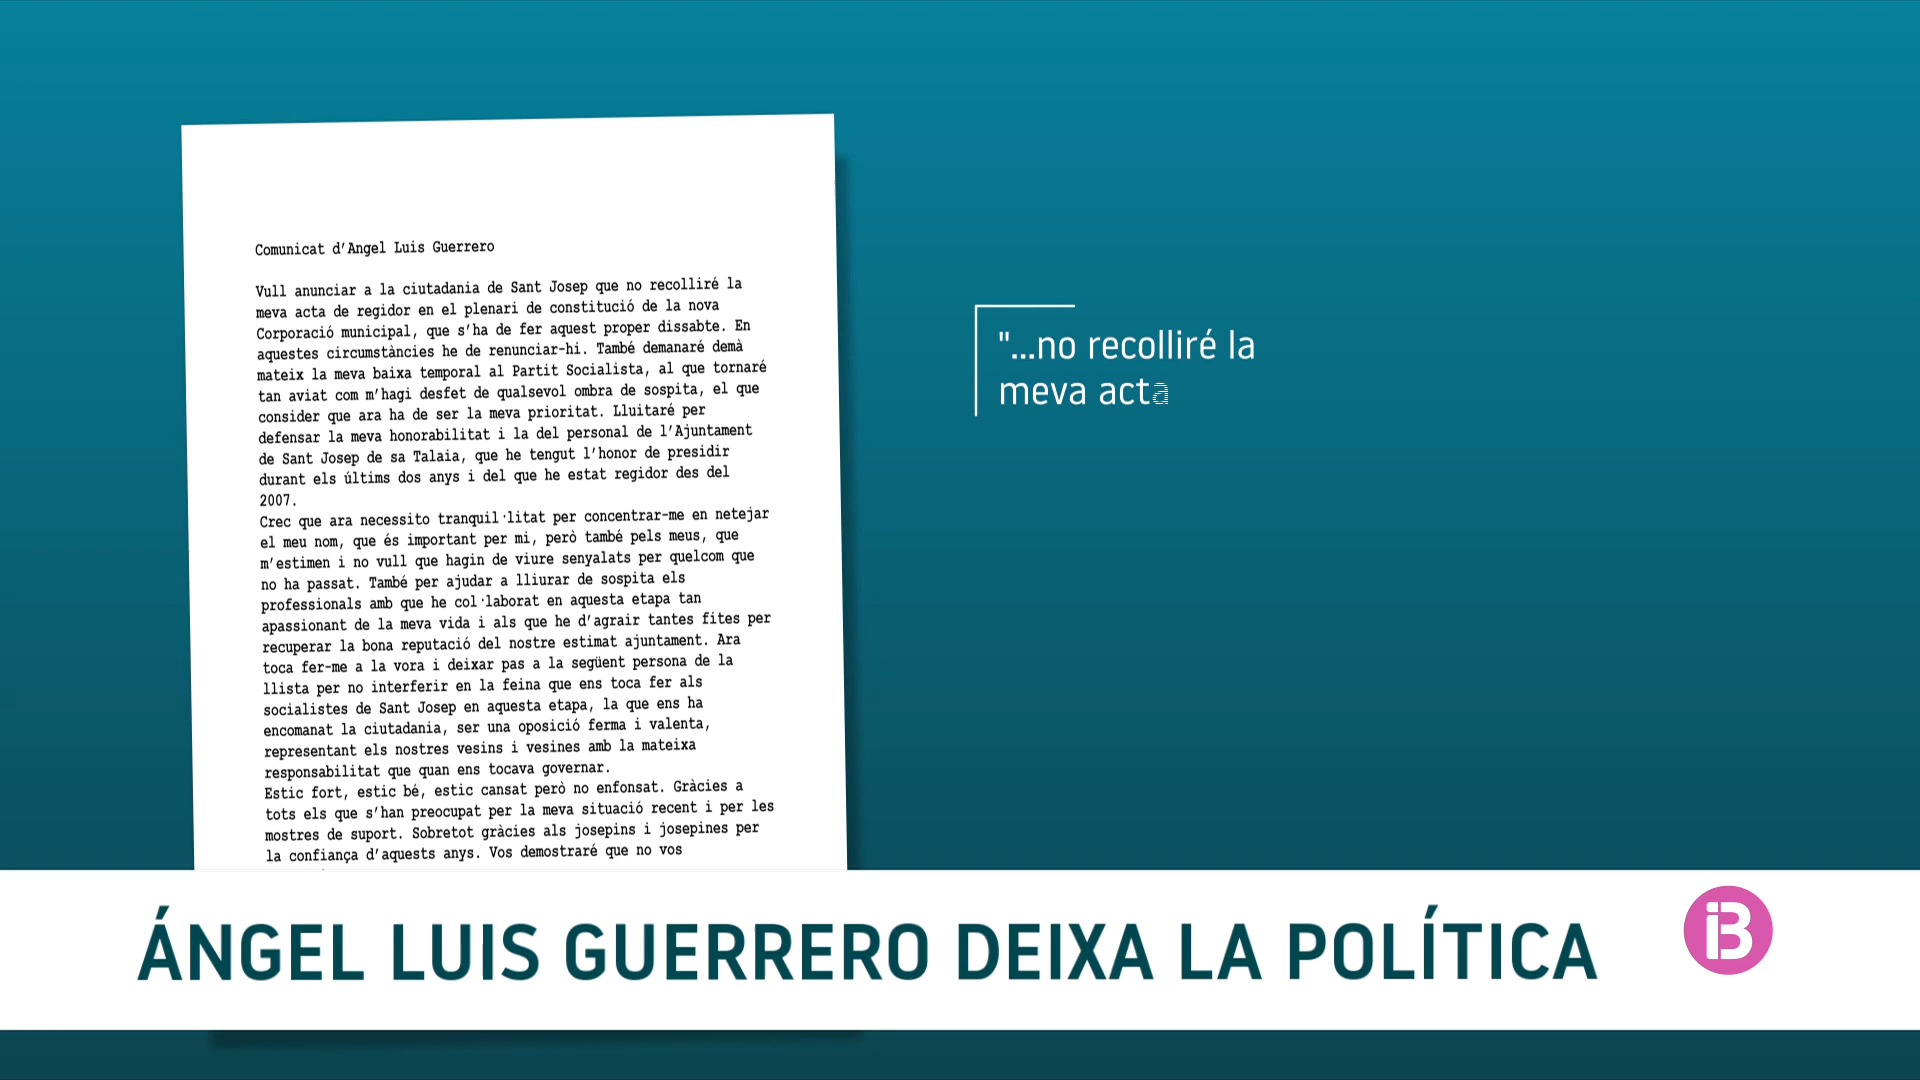 Comunicat d'Angel Luis Guerrero
Vull anunciar a la ciutadania de Sant Josep que no recolliré la
meva acta de regidor en el plenari de constitució de la nova
Corporació municipal, que s'ha de fer aquest proper dissabte. En
aquestes circumstàncies he de renunciar-hi. També demanaré demà
mateix la meva baixa temporal al Partit Socialista, al que tornaré
tan aviat com m'hagi desfet de qualsevol ombra de sospita, el que
consider que ara ha de ser la meva prioritat. Lluitaré per
defensar la meva honorabilitat i la del personal de l'Ajuntament
de Sant Josep de sa Talaia, que he tengut l'honor de presidir
durant els últims dos anys i del que he estat regidor des del
2007.
Crec que ara necessito tranquil·litat per concentrar-me en netejar
el meu nom, que és important per mi, però també pels meus, que
m'estimen i no vull que hagin de viure senyalats per quelcom que
no ha passat. També per ajudar a lliurar de sospita els
professionals amb que he col·laborat en aquesta etapa tan
apassionant de la meva vida i als que he d'agrair tantes fites per
recuperar la bona reputació del nostre estimat ajuntament. Ara
toca fer-me a la vora i deixar pas a la següent persona de la
llista per no interferir en la feina que ens toca fer als
socialistes de Sant Josep en aquesta etapa, la que ens ha
encomanat la ciutadania, ser una oposició ferma i valenta,
representant els nostres vesins i vesines amb la mateixa
responsabilitat que quan ens tocava governar.
Estic fort, estic bé, estic cansat però no enfonsat. Gràcies a
tots els que s'han preocupat per la meva situació recent i per les
mostres de suport. Sobretot gràcies als josepins i josepines per
la confiança d'aquests anys. Vos demostraré que no vos
"...no recolliré la
meva acta
ÁNGEL LUIS GUERRERO DEIXA LA POLÍTICA
IB